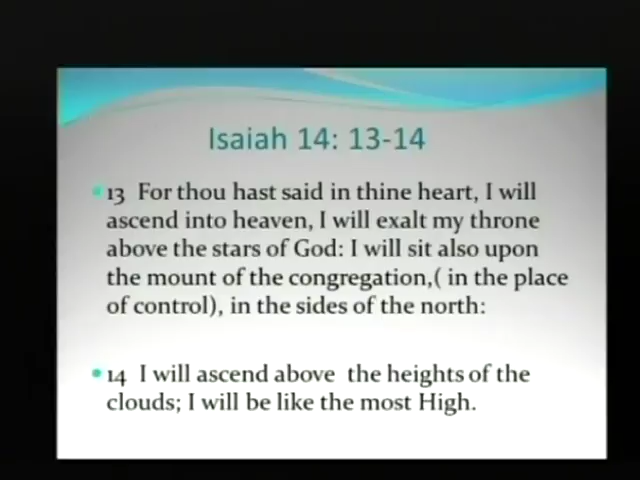 Isaiah 14: 13-14
13 For thou hast said in thine heart, I will
ascend into heaven, I will exalt my throne
above the stars of God: I will sit also upon
the mount of the congregation,( in the place
of control), in the sides of the north:
14 I will ascend above the heights of the
clouds; I will be like the most High.